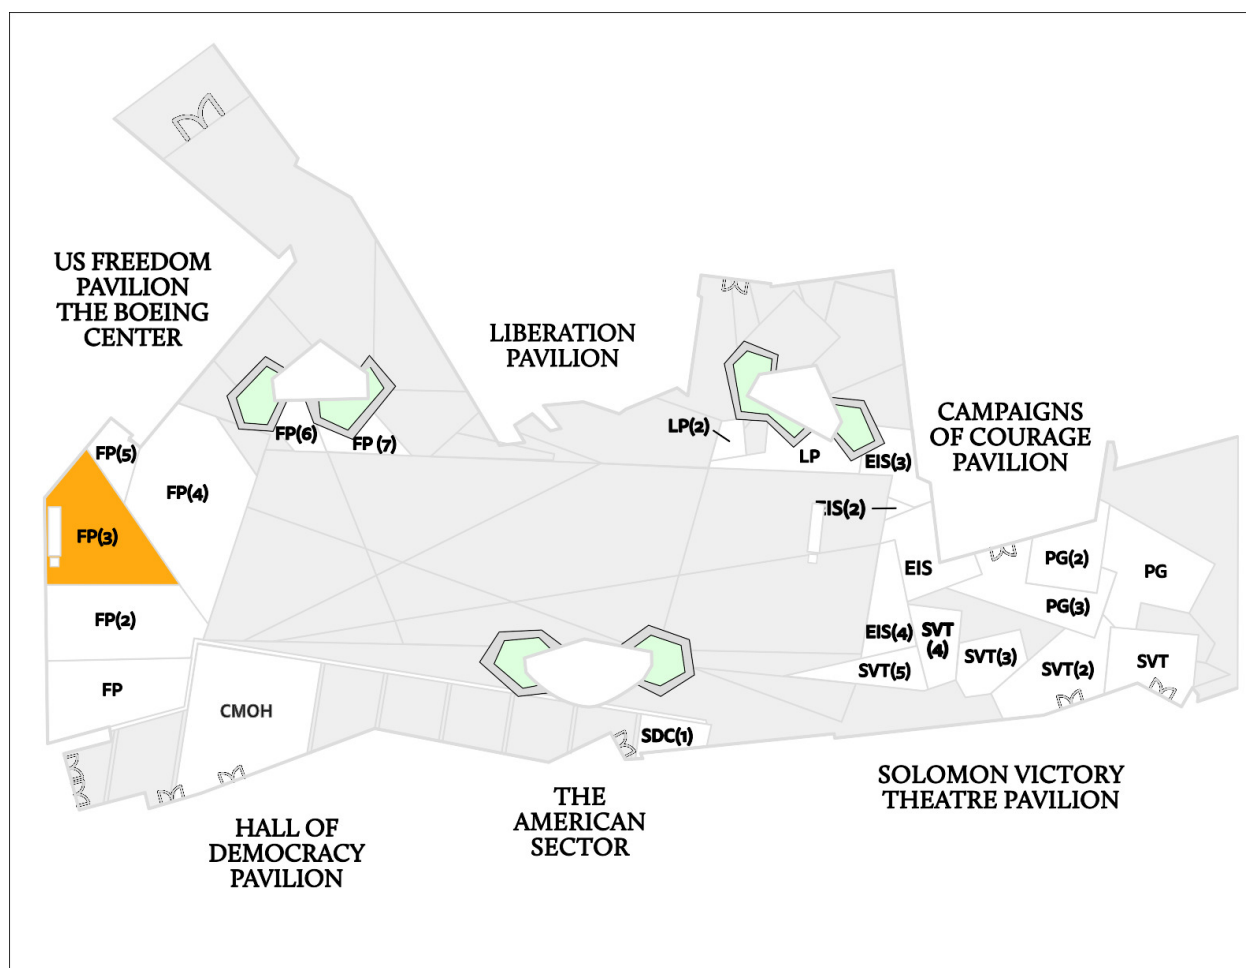 US FREEDOM
PAVILION
THE BOEING
CENTER
LIBERATION
PAVILION
CAMPAIGNS
OF COURAGE
PAVILION
FP(5)
FP(6)
FP (7)
LP(2)
LP
EIS(3)
FP(4)
EIS(2)
FP(3)
EIS
PG(2)
PG
PG(3)
FP(2)
EIS(4)
SVT
(4)
SVT(3)
SVT(5)
SVT(2)
SVT
FP
CMOH
SDC(1)
SOLOMON VICTORY
THEATRE PAVILION
THE
AMERICAN
SECTOR
HALL OF
DEMOCRACY
PAVILION